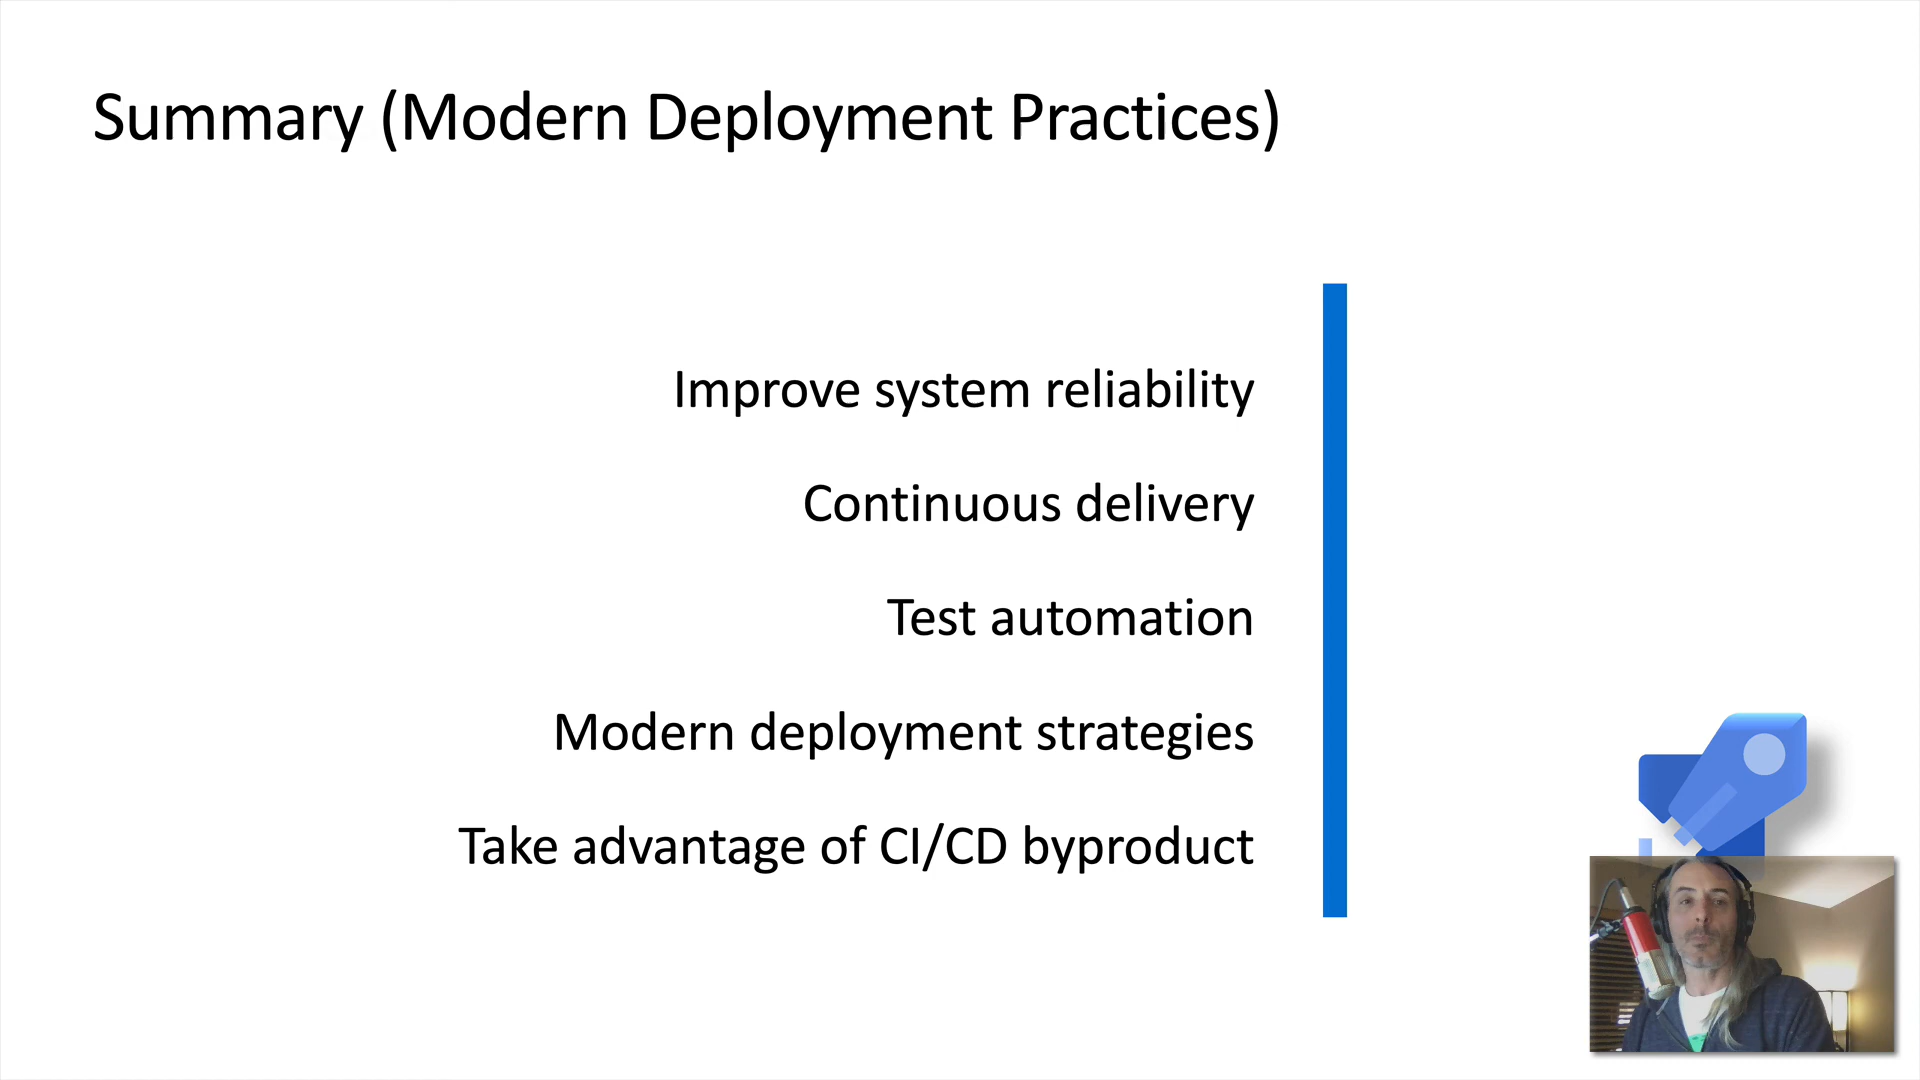 Summary (Modern Deployment Practices)
Improve system reliability
Continuous delivery
Test automation
Modern deployment strategies
Take advantage of CI/CD byproduct